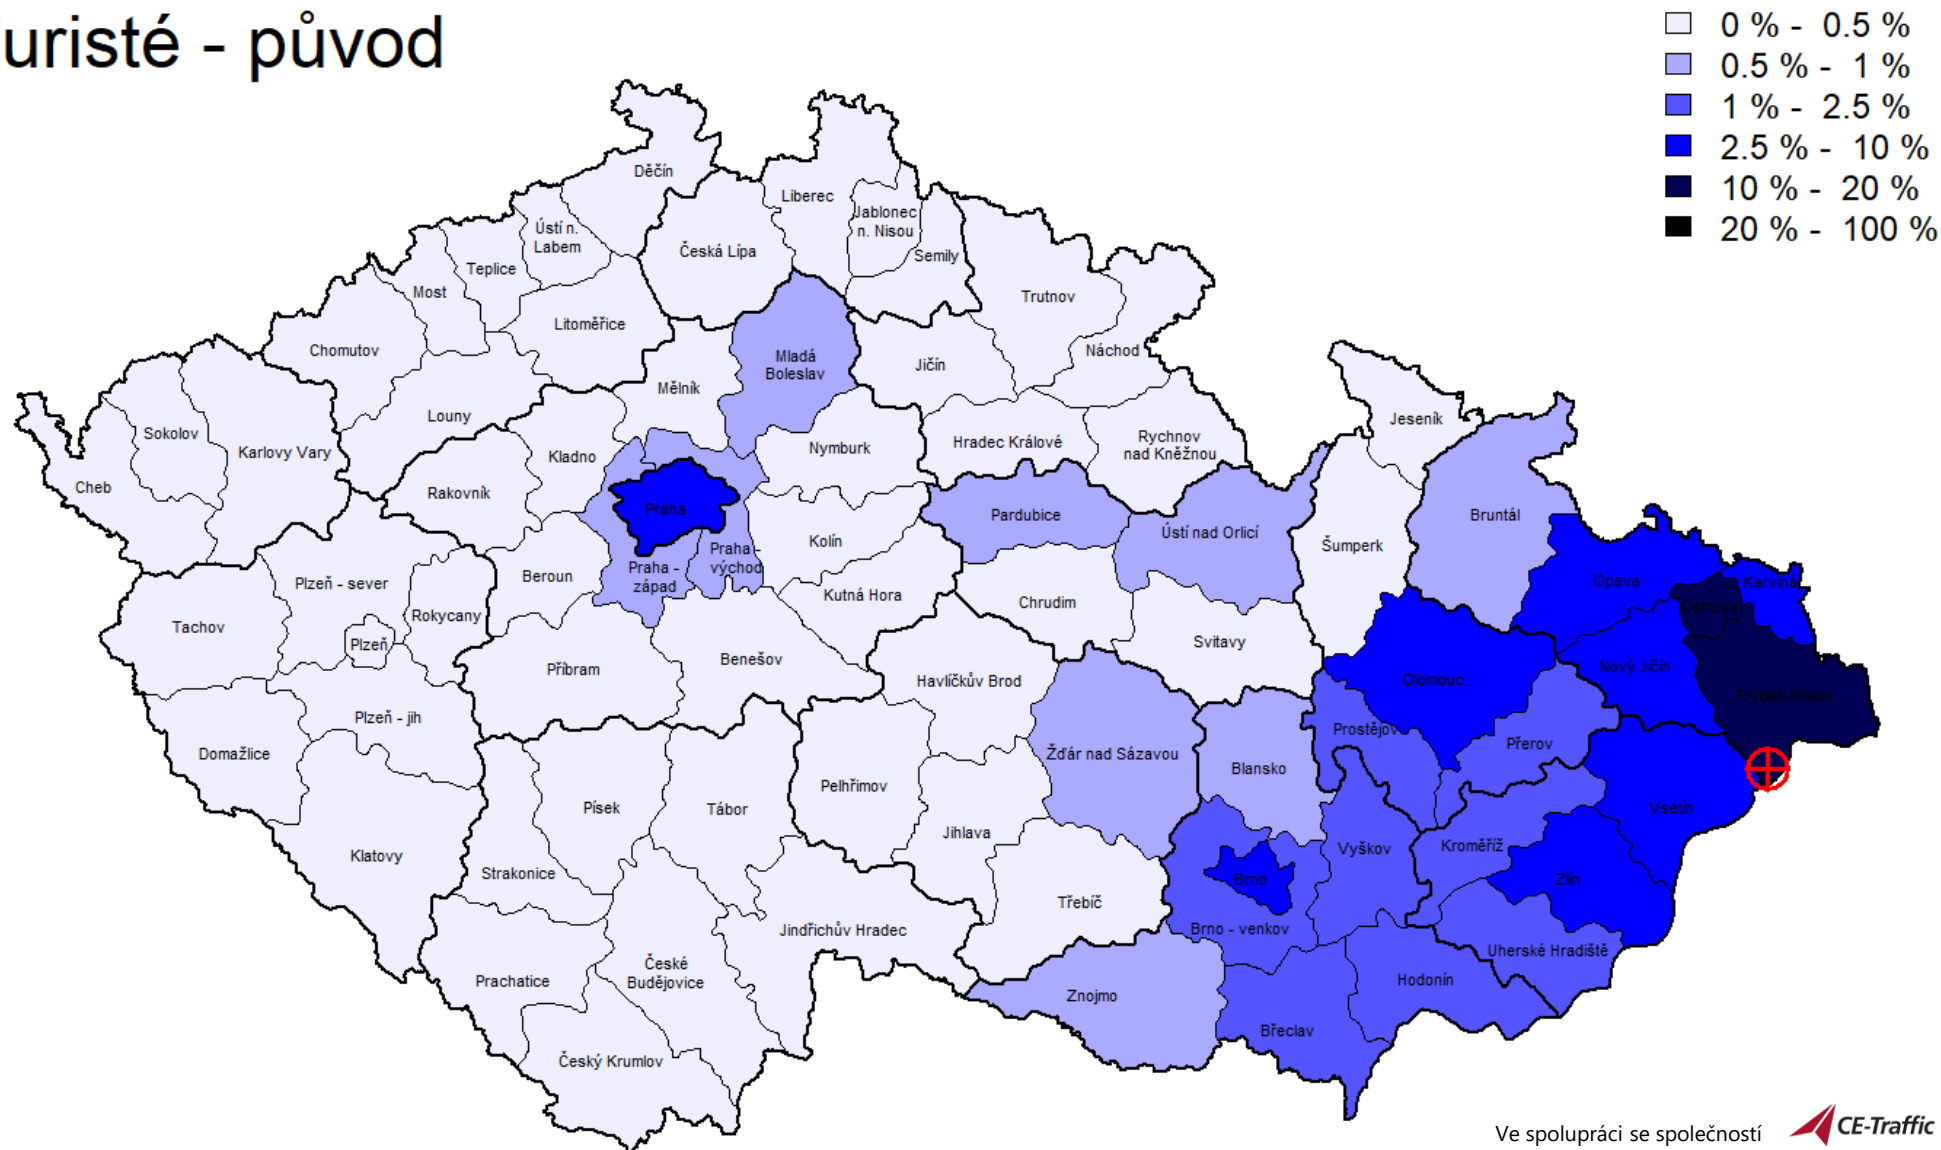 uristé - původ
0 % - 0.5 %
0.5 % - 1 %
1 % - 2.5 %
2.5 % - 10 %
10 % - 20 %
20 % - 100 %
Děčín
Liberec
Jablonec
n. Nisou
Ústí n.
Labem
Česká Lípa
Semily
Teplice
Most
Trutnov
Litoměřice
Chomutov
Náchod
Mladá
Boleslav
Jičín
Mělník
Louny
Jeseník
Sokolov
Karlovy Vary
Kladno
Nymburk
Hradec Králové
Rychnov
nad Kněžnou
Cheb
Rakovník
Praha
Pardubice
Bruntál
Ústí nad Orlicí
Kolín
Šumperk
Praha -
východ
Praha -
západ
Beroun
Plzeň - sever
Opava
Karviná
Kutná Hora
Chrudim
Ostrava
Rokycany
Tachov
Plzeň
Svitavy
Příbram
Benešov
Nový Jičín
Havlíčkův Brod
Olomouc
Frýdek-Místek
Plzeň - jih
Prostějov
Přerov
Domažlice
Žďár nad Sázavou
Blansko
Pelhřimov
Písek
Tábor
Vsetín
Jihlava
Klatovy
Vyškov
Kroměříž
Strakonice
Brno
Zlín
Třebíč
Jindřichův Hradec
Brno - venkov
Uherské Hradiště
České
Budějovice
Prachatice
Hodonín
Znojmo
Břeclav
Český Krumlov
Ve spolupráci se společností
CE-Traffic